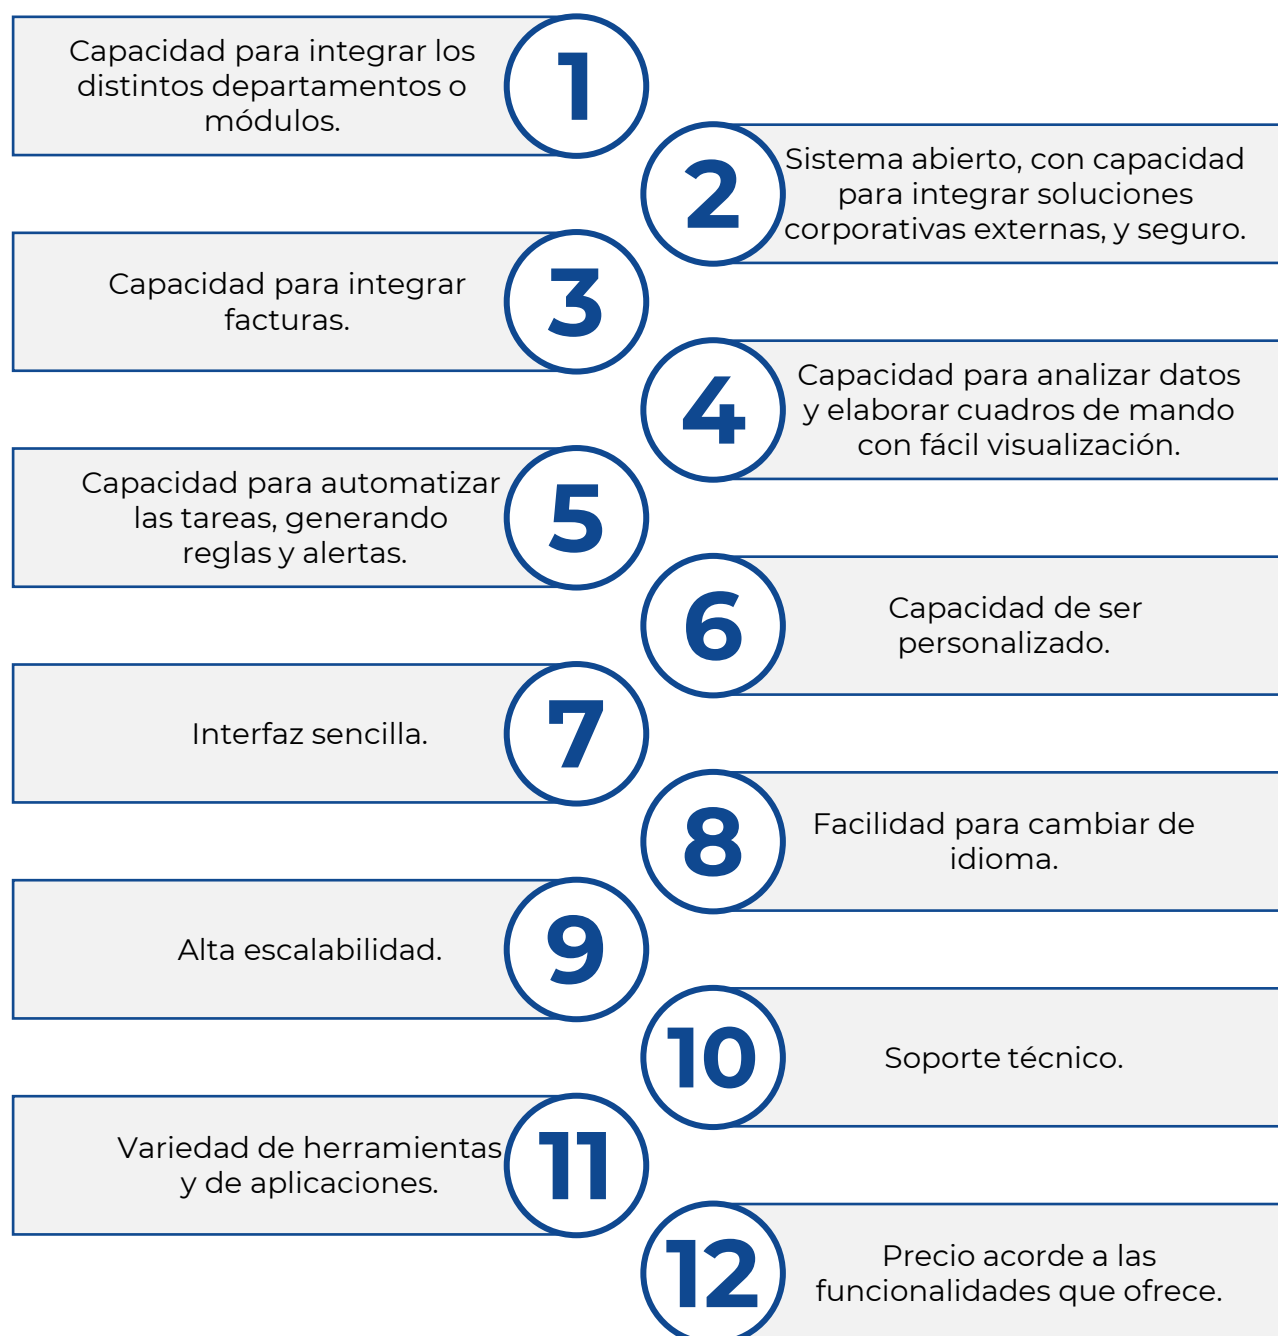 1
Capacidad para integrar los
distintos departamentos o
módulos.
2
Sistema abierto, con capacidad
para integrar soluciones
corporativas externas, y seguro.
3
Capacidad para integrar
facturas.
4
Capacidad para analizar datos
y elaborar cuadros de mando
con fácil visualización.
5
Capacidad para automatizar
las tareas, generando
reglas y alertas.
6
Capacidad de ser
personalizado.
7
Interfaz sencilla.
8
Facilidad para cambiar de
idioma.
9
Alta escalabilidad.
10
Soporte técnico.
11
Variedad de herramientas
y de aplicaciones.
12
Precio acorde a las
funcionalidades que ofrece.